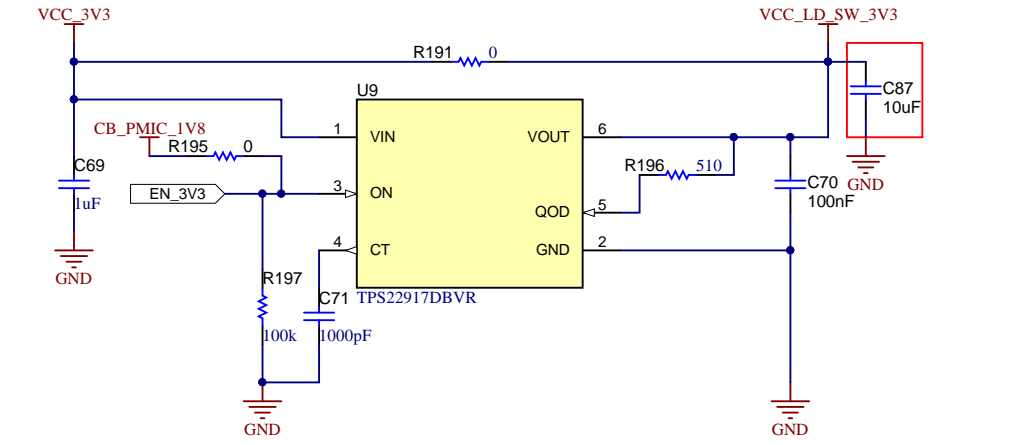 VCC_3V3
VCC_LD_SW_3V3
R191
0
C87
10uF
GND
U9
CB_PMIC_1V8
R195
0
1
VIN
VOUT
6
C69
1uF
EN_3V3
3
ON
R196
510
C70
100nF
QOD
5
4
CT
GND
2
GND
R197
100k
C71
1000pF
TPS22917DBVR
GND
GND